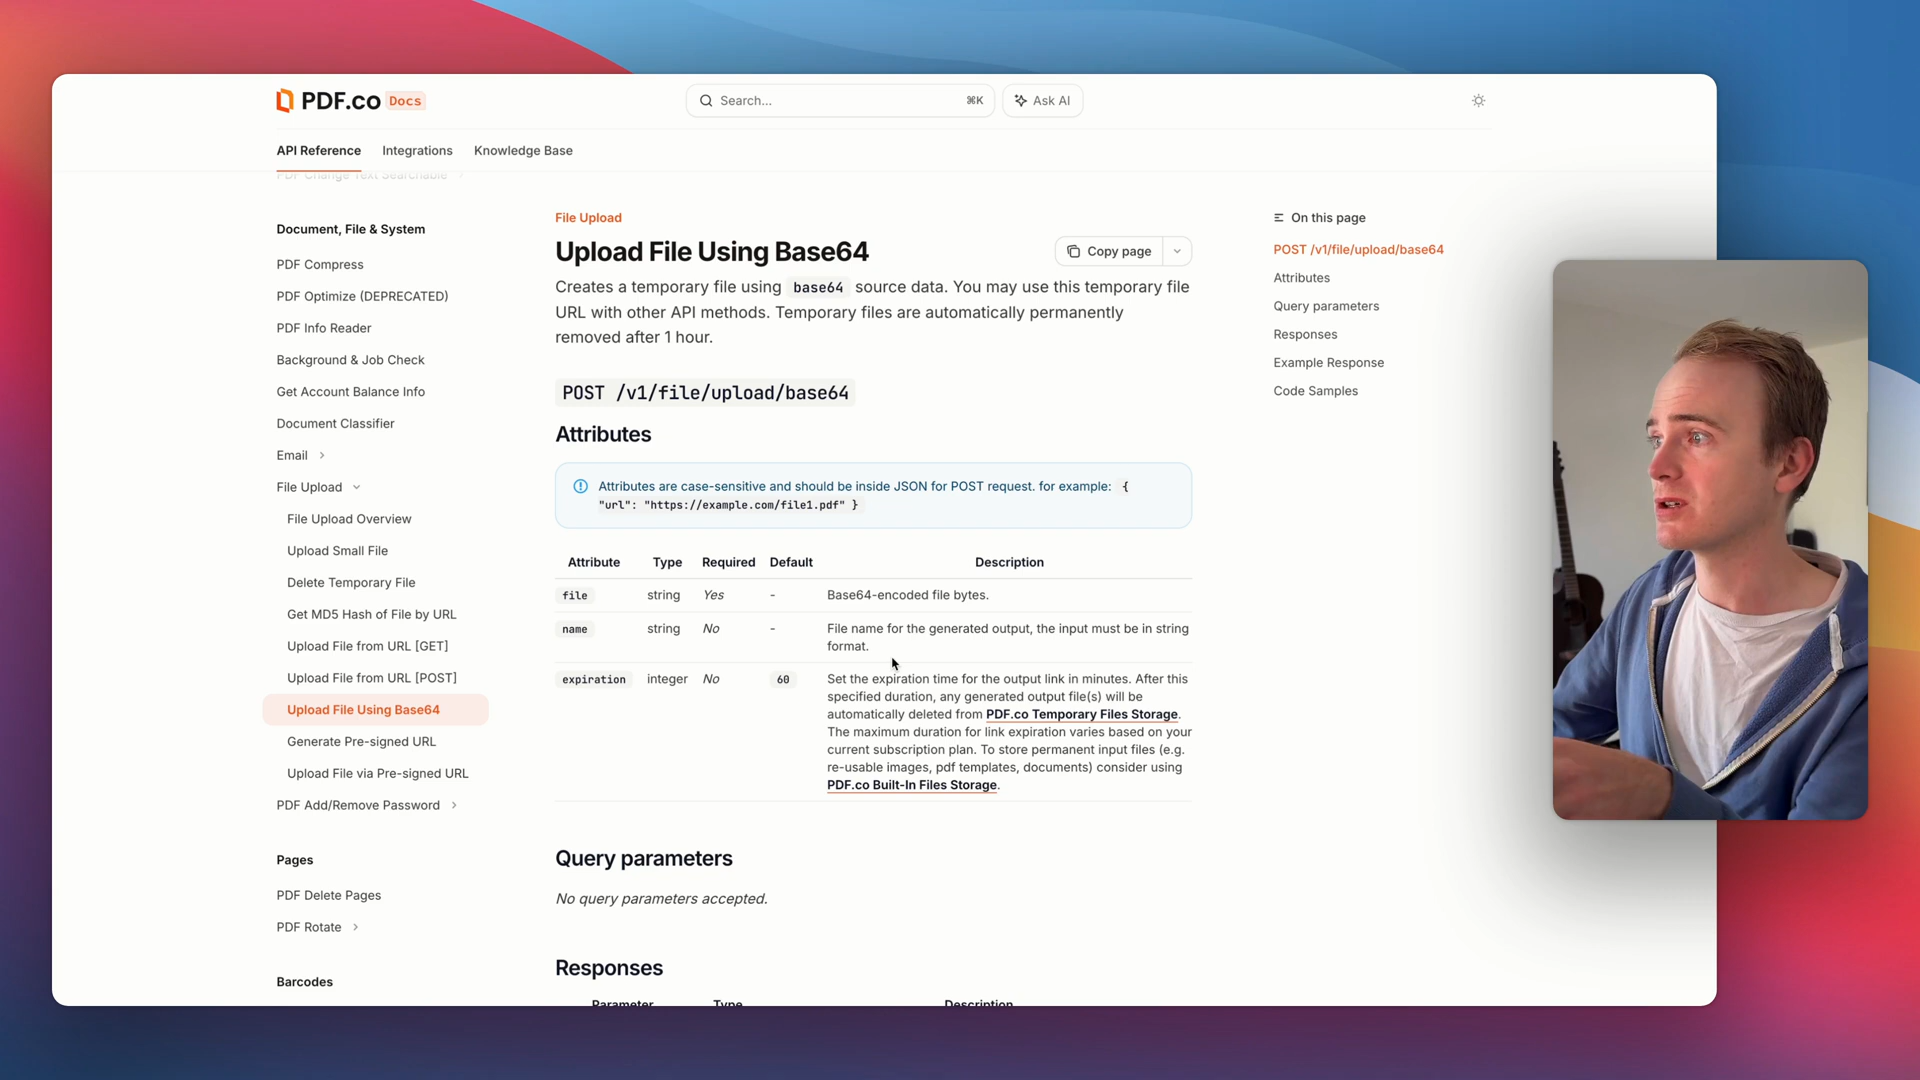 PDF.co Docs
Search...
⌘K
Ask AI
API Reference
Integrations
Knowledge Base
PDF Change Text Searchable
Document, File & System
PDF Compress
PDF Optimize (DEPRECATED)
PDF Info Reader
Background & Job Check
Get Account Balance Info
Document Classifier
Email
File Upload
File Upload Overview
Upload Small File
Delete Temporary File
Get MD5 Hash of File by URL
Upload File from URL [GET]
Upload File from URL [POST]
Upload File Using Base64
Generate Pre-signed URL
Upload File via Pre-signed URL
PDF Add/Remove Password
Pages
PDF Delete Pages
PDF Rotate
Barcodes
File Upload
Upload File Using Base64
Copy page
Creates a temporary file using base64 source data. You may use this temporary file
URL with other API methods. Temporary files are automatically permanently
removed after 1 hour.
POST /v1/file/upload/base64
Attributes
Attributes are case-sensitive and should be inside JSON for POST request. for example: {
"url": "https://example.com/file1.pdf" }
Attribute Type Required Default Description
file string Yes - Base64-encoded file bytes.
name string No - File name for the generated output, the input must be in string
format.
expiration integer No 60 Set the expiration time for the output link in minutes. After this
specified duration, any generated output file(s) will be
automatically deleted from PDF.co Temporary Files Storage.
The maximum duration for link expiration varies based on your
current subscription plan. To store permanent input files (e.g.
re-usable images, pdf templates, documents) consider using
PDF.co Built-In Files Storage.
Query parameters
No query parameters accepted.
Responses
Parameter Type Description
On this page
POST /v1/file/upload/base64
Attributes
Query parameters
Responses
Example Response
Code Samples